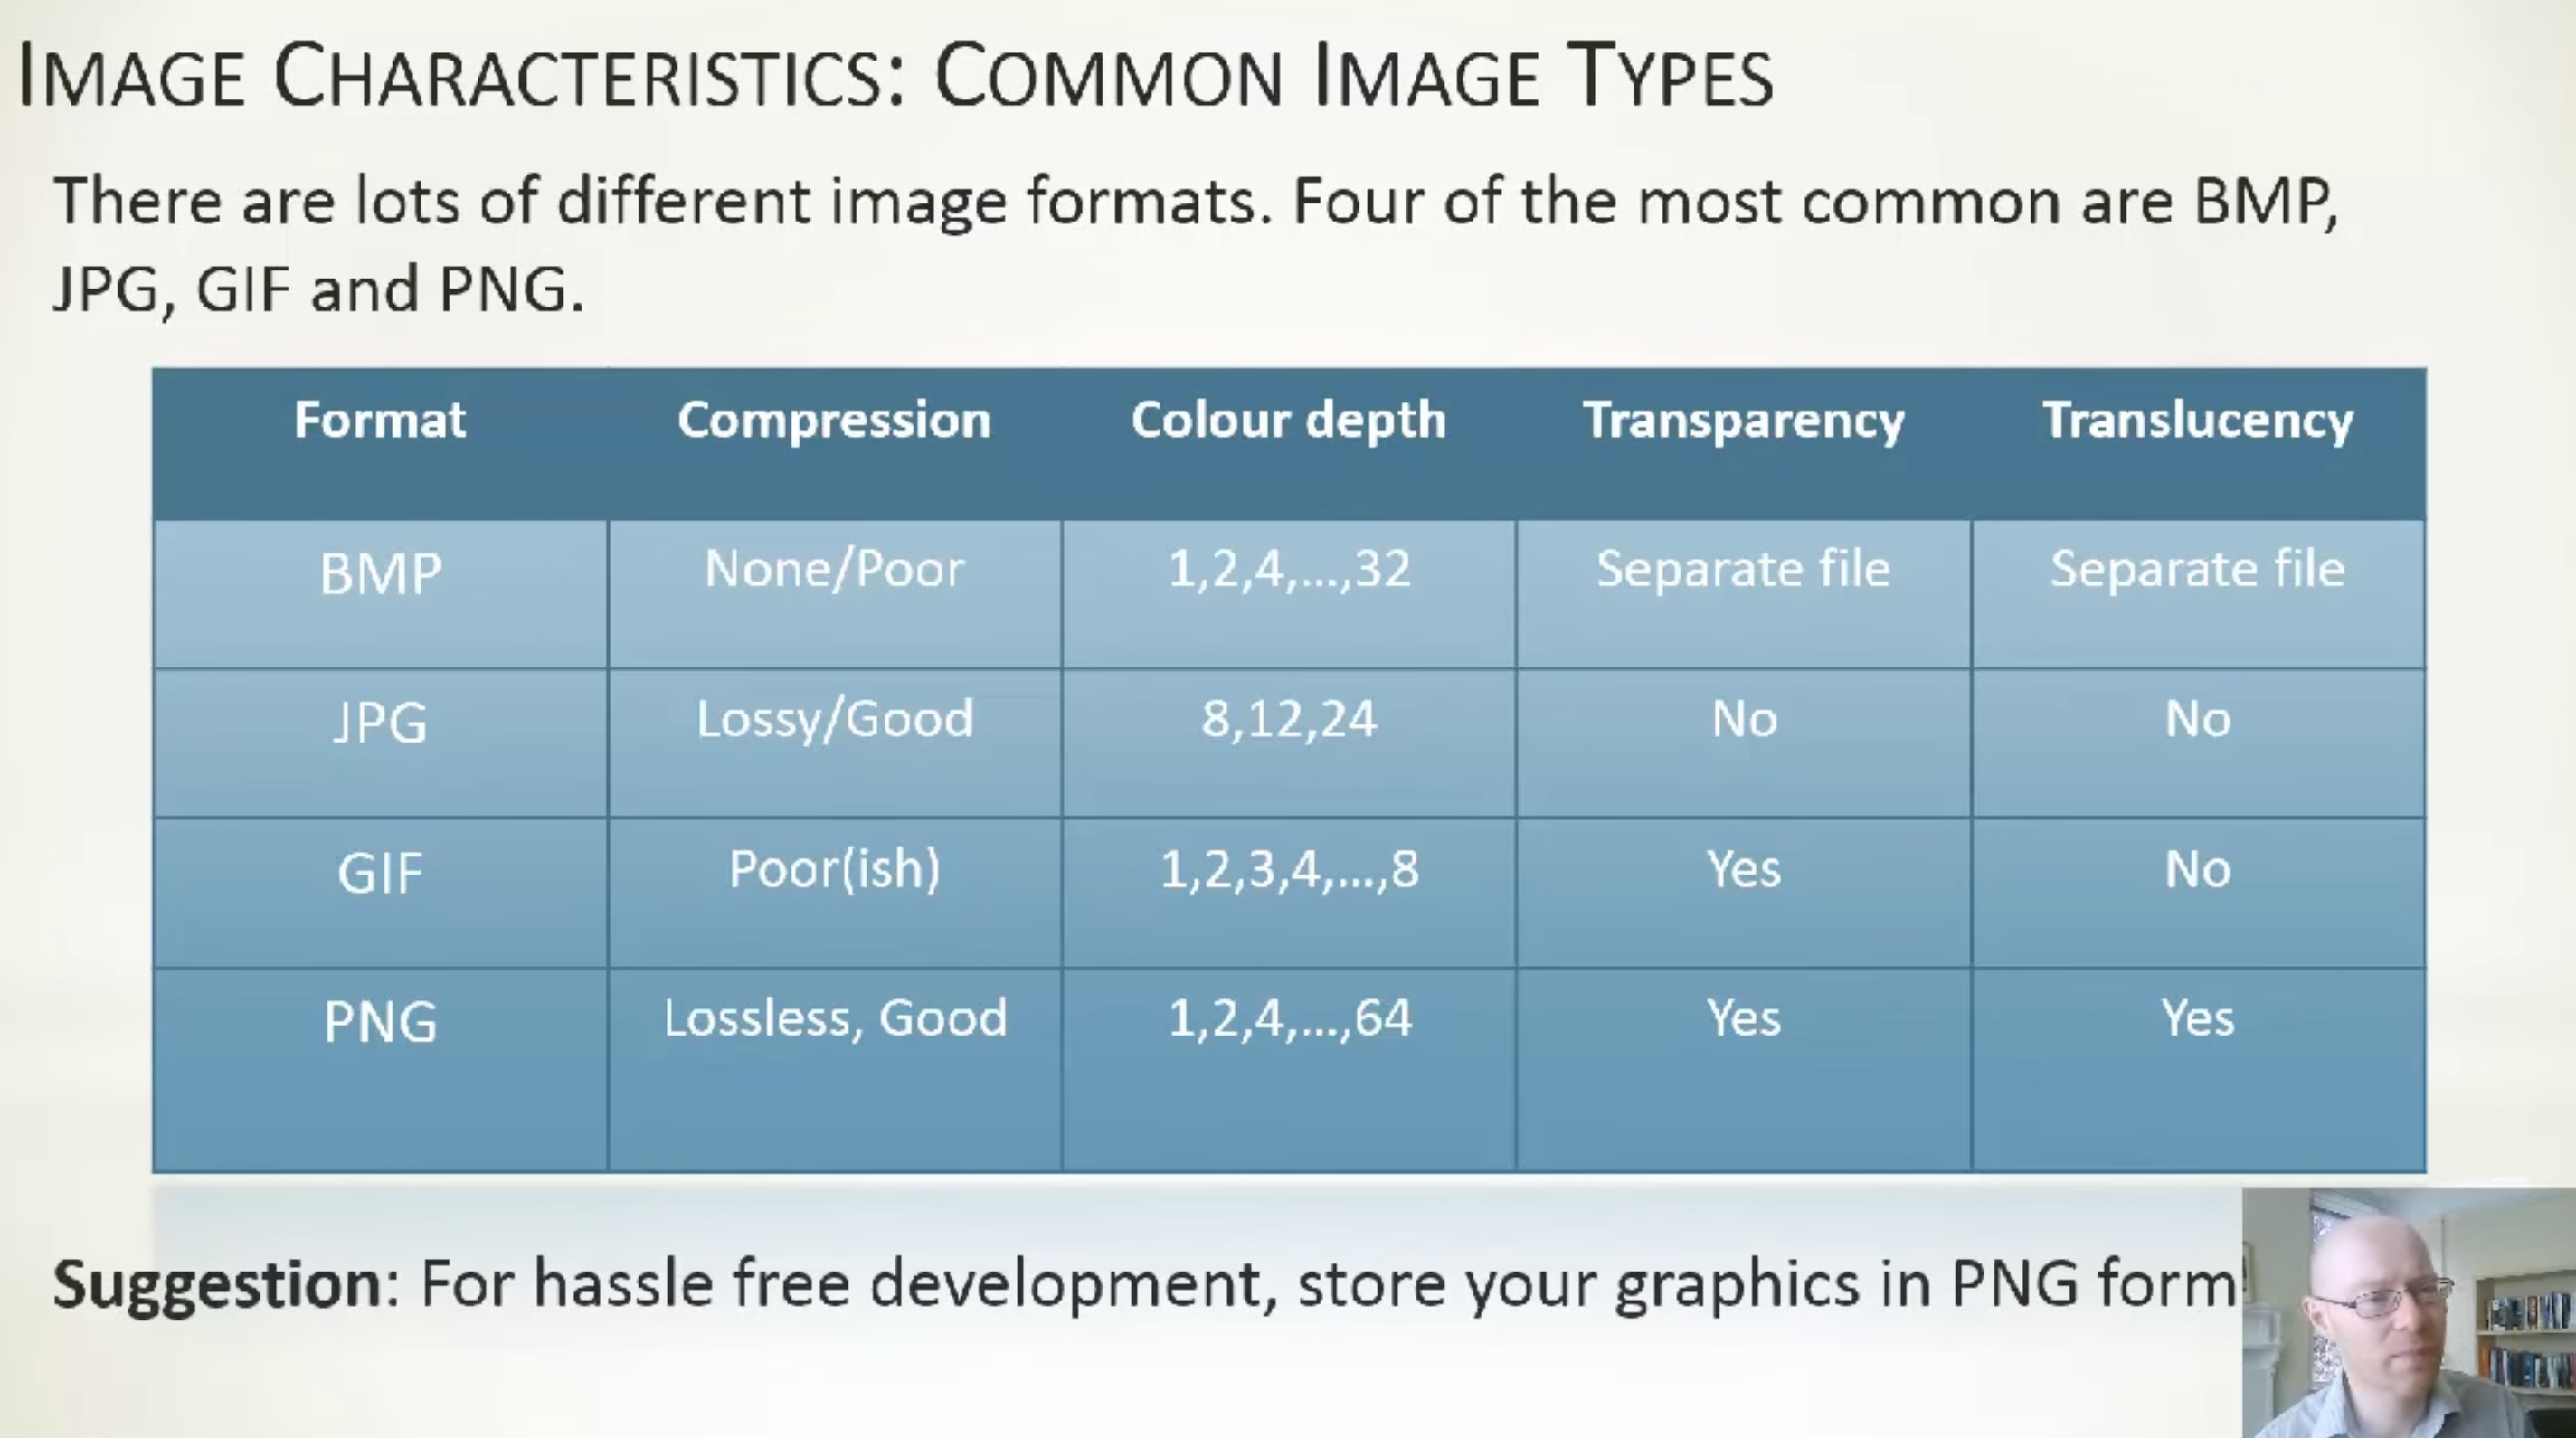 IMAGE CHARACTERISTICS: COMMON IMAGE TYPES
There are lots of different image formats. Four of the most common are BMP,
JPG, GIF and PNG.
Format Compression Colour depth Transparency Translucency
BMP None/Poor 1,2,4,...,32 Separate file Separate file
JPG Lossy/Good 8,12,24 No No
GIF Poor(ish) 1,2,3,4,...,8 Yes No
PNG Lossless, Good 1,2,4,...,64 Yes Yes
Suggestion: For hassle free development, store your graphics in PNG form